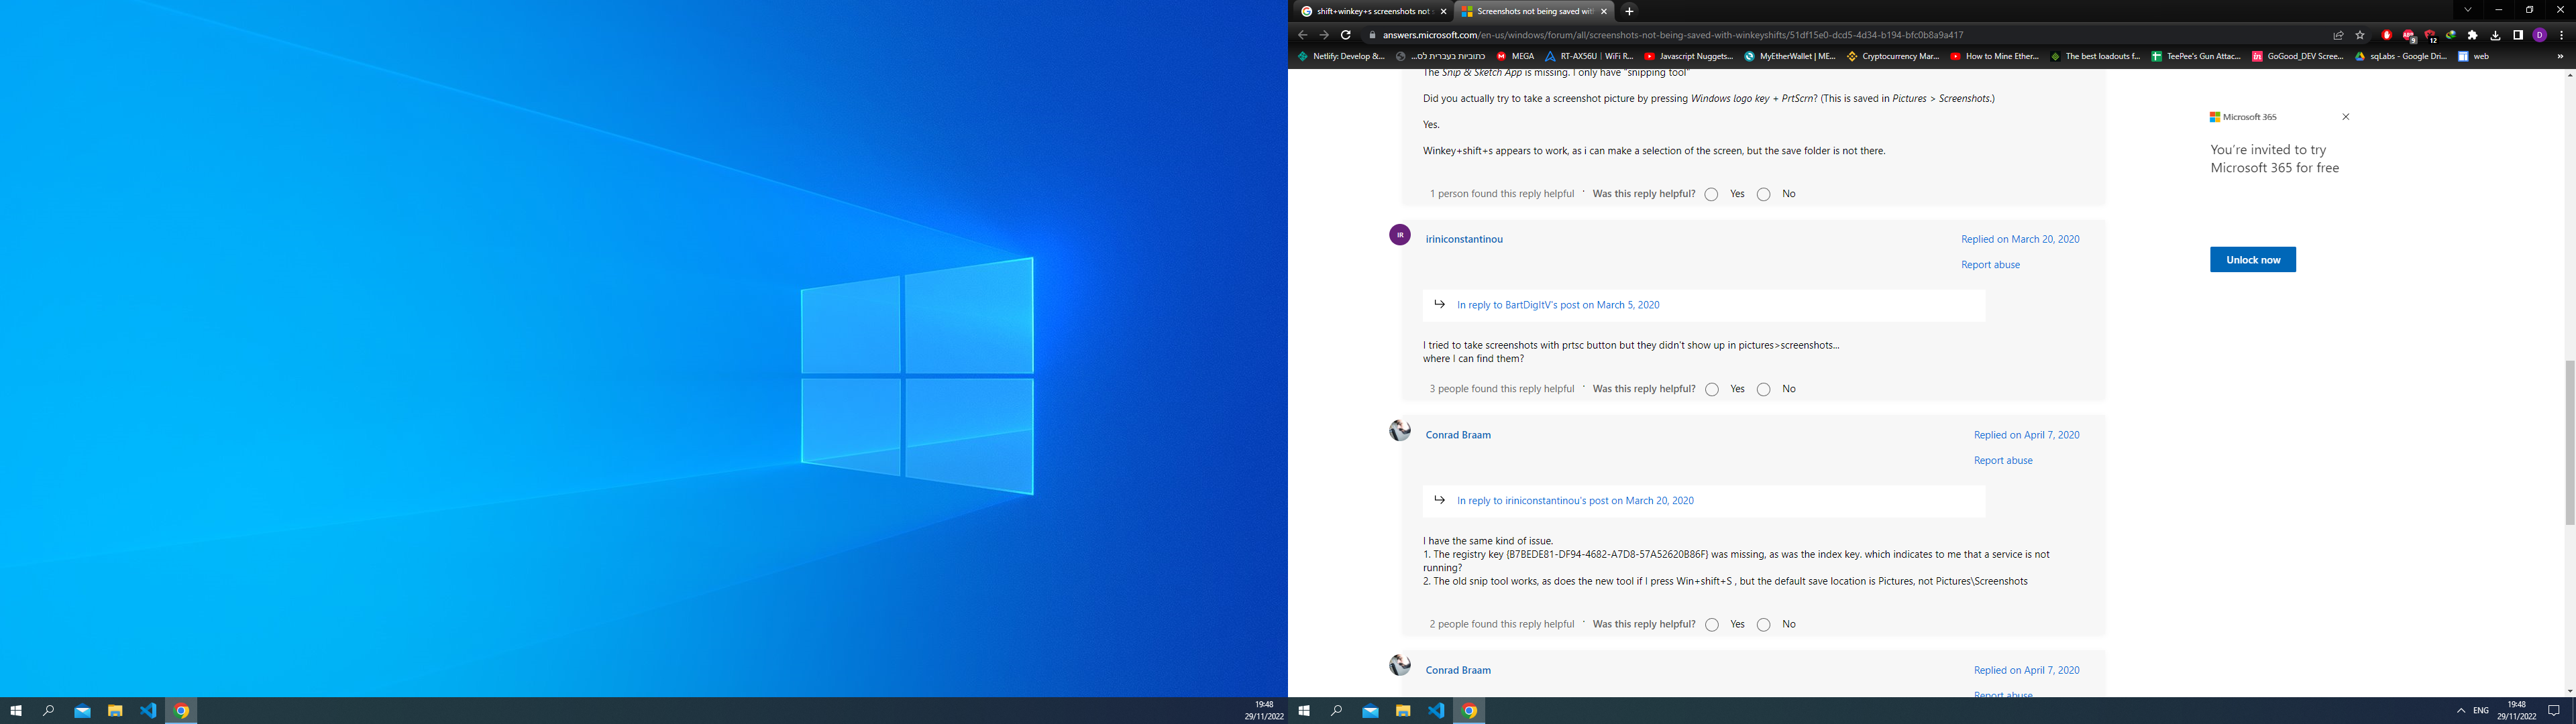 shift+winkey+s screenshots not s
Screenshots not being saved with
answers.microsoft.com/en-us/windows/forum/all/screenshots-not-being-saved-with-winkeyshifts/51df15e0-dcd5-4d34-b194-bfc0b8a9a417
9
12
D
Netlify: Develop &...
כתוביות בעברית לס...
MEGA
RT-AX56U | WiFi R...
Javascript Nuggets...
MyEtherWallet | ME...
Cryptocurrency Mar...
How to Mine Ether...
The best loadouts f...
TeePee's Gun Attac...
GoGood_DEV Scree...
sqLabs - Google Dri...
web
»
The Snip & Sketch App is missing. I only have "snipping tool"
Did you actually try to take a screenshot picture by pressing Windows logo key + PrtScrn? (This is saved in Pictures > Screenshots.)
Yes.
Winkey+shift+s appears to work, as i can make a selection of the screen, but the save folder is not there.
1 person found this reply helpful · Was this reply helpful? Yes No
Microsoft 365
You're invited to try
Microsoft 365 for free
Unlock now
IR
iriniconstantinou
Replied on March 20, 2020
Report abuse
In reply to BartDigItV's post on March 5, 2020
I tried to take screenshots with prtsc button but they didn't show up in pictures>screenshots...
where I can find them?
3 people found this reply helpful · Was this reply helpful? Yes No
Conrad Braam
Replied on April 7, 2020
Report abuse
In reply to iriniconstantinou's post on March 20, 2020
I have the same kind of issue.
1. The registry key {B7BEDE81-DF94-4682-A7D8-57A52620B86F} was missing, as was the index key. which indicates to me that a service is not
running?
2. The old snip tool works, as does the new tool if I press Win+shift+S , but the default save location is Pictures, not Pictures\Screenshots
2 people found this reply helpful · Was this reply helpful? Yes No
Conrad Braam
Replied on April 7, 2020
Report abuse
19:48
29/11/2022
ENG
19:48
29/11/2022